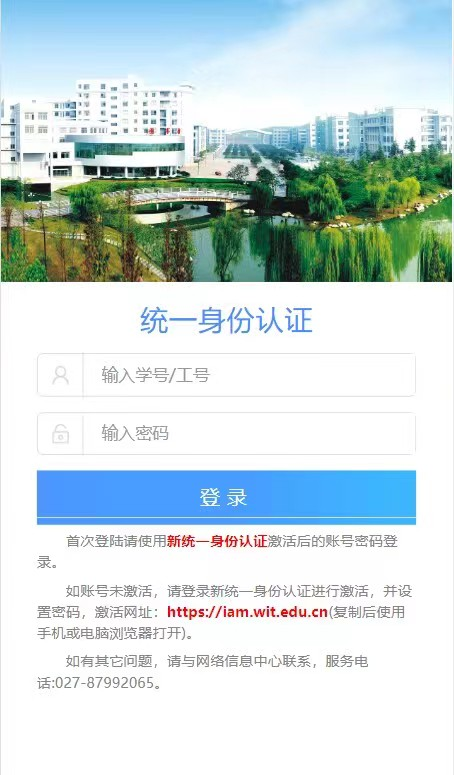 统一身份认证
输入学号/工号
输入密码
登 录
首次登陆请使用新统一身份认证激活后的账号密码登
录。
如账号未激活，请登录新统一身份认证进行激活，并设
置密码，激活网址：https://iam.wit.edu.cn(复制后使用
手机或电脑浏览器打开)。
如有其它问题，请与网络信息中心联系，服务电
话:027-87992065。